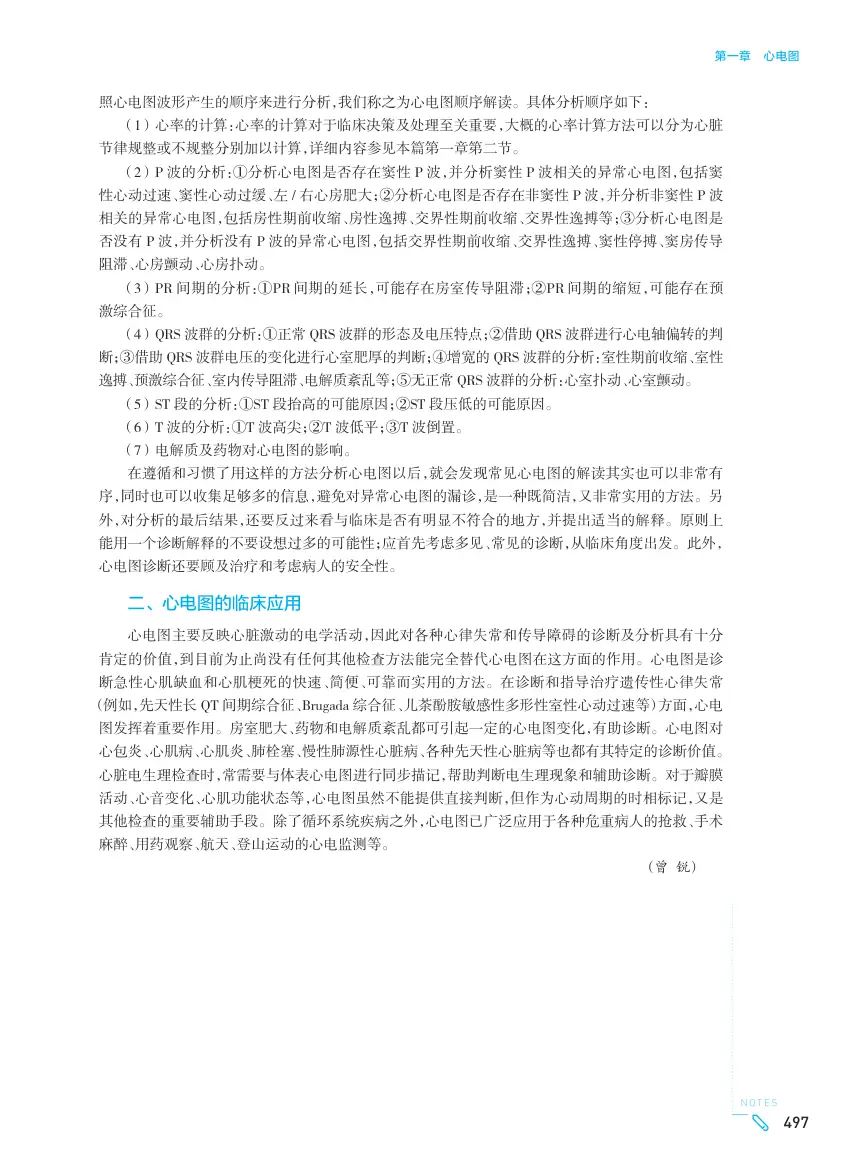 第一章　心电图
照心电图波形产生的顺序来进行分析,我们称之为心电图顺序解读。具体分析顺序如下:
（1）心率的计算:心率的计算对于临床决策及处理至关重要,大概的心率计算方法可以分为心脏
节律规整或不规整分别加以计算,详细内容参见本篇第一章第二节。
（2）P 波的分析:①分析心电图是否存在窦性 P 波,并分析窦性 P 波相关的异常心电图,包括窦
性心动过速、窦性心动过缓、左 / 右心房肥大;②分析心电图是否存在非窦性 P 波,并分析非窦性 P 波
相关的异常心电图,包括房性期前收缩、房性逸搏、交界性期前收缩、交界性逸搏等;③分析心电图是
否没有 P 波,并分析没有 P 波的异常心电图,包括交界性期前收缩、交界性逸搏、窦性停搏、窦房传导
阻滞、心房颤动、心房扑动。
（3）PR 间期的分析:①PR 间期的延长,可能存在房室传导阻滞;②PR 间期的缩短,可能存在预
激综合征。
（4）QRS 波群的分析:①正常 QRS 波群的形态及电压特点;②借助 QRS 波群进行心电轴偏转的判
断;③借助 QRS 波群电压的变化进行心室肥厚的判断;④增宽的 QRS 波群的分析:室性期前收缩、室性
逸搏、预激综合征、室内传导阻滞、电解质紊乱等;⑤无正常 QRS 波群的分析:心室扑动、心室颤动。
（5）ST 段的分析:①ST 段抬高的可能原因;②ST 段压低的可能原因。
（6）T 波的分析:①T 波高尖;②T 波低平;③T 波倒置。
（7）电解质及药物对心电图的影响。
在遵循和习惯了用这样的方法分析心电图以后,就会发现常见心电图的解读其实也可以非常有
序,同时也可以收集足够多的信息,避免对异常心电图的漏诊,是一种既简洁,又非常实用的方法。另
外,对分析的最后结果,还要反过来看与临床是否有明显不符合的地方,并提出适当的解释。原则上
能用一个诊断解释的不要设想过多的可能性;应首先考虑多见、常见的诊断,从临床角度出发。此外,
心电图诊断还要顾及治疗和考虑病人的安全性。
二、心电图的临床应用
心电图主要反映心脏激动的电学活动,因此对各种心律失常和传导障碍的诊断及分析具有十分
肯定的价值,到目前为止尚没有任何其他检查方法能完全替代心电图在这方面的作用。心电图是诊
断急性心肌缺血和心肌梗死的快速、简便、可靠而实用的方法。在诊断和指导治疗遗传性心律失常
（例如,先天性长 QT 间期综合征、Brugada 综合征、儿茶酚胺敏感性多形性室性心动过速等）方面,心电
图发挥着重要作用。房室肥大、药物和电解质紊乱都可引起一定的心电图变化,有助诊断。心电图对
心包炎、心肌病、心肌炎、肺栓塞、慢性肺源性心脏病、各种先天性心脏病等也都有其特定的诊断价值。
心脏电生理检查时,常需要与体表心电图进行同步描记,帮助判断电生理现象和辅助诊断。对于瓣膜
活动、心音变化、心肌功能状态等,心电图虽然不能提供直接判断,但作为心动周期的时相标记,又是
其他检查的重要辅助手段。除了循环系统疾病之外,心电图已广泛应用于各种危重病人的抢救、手术
麻醉、用药观察、航天、登山运动的心电监测等。
（曾 锐）
NOTES
497